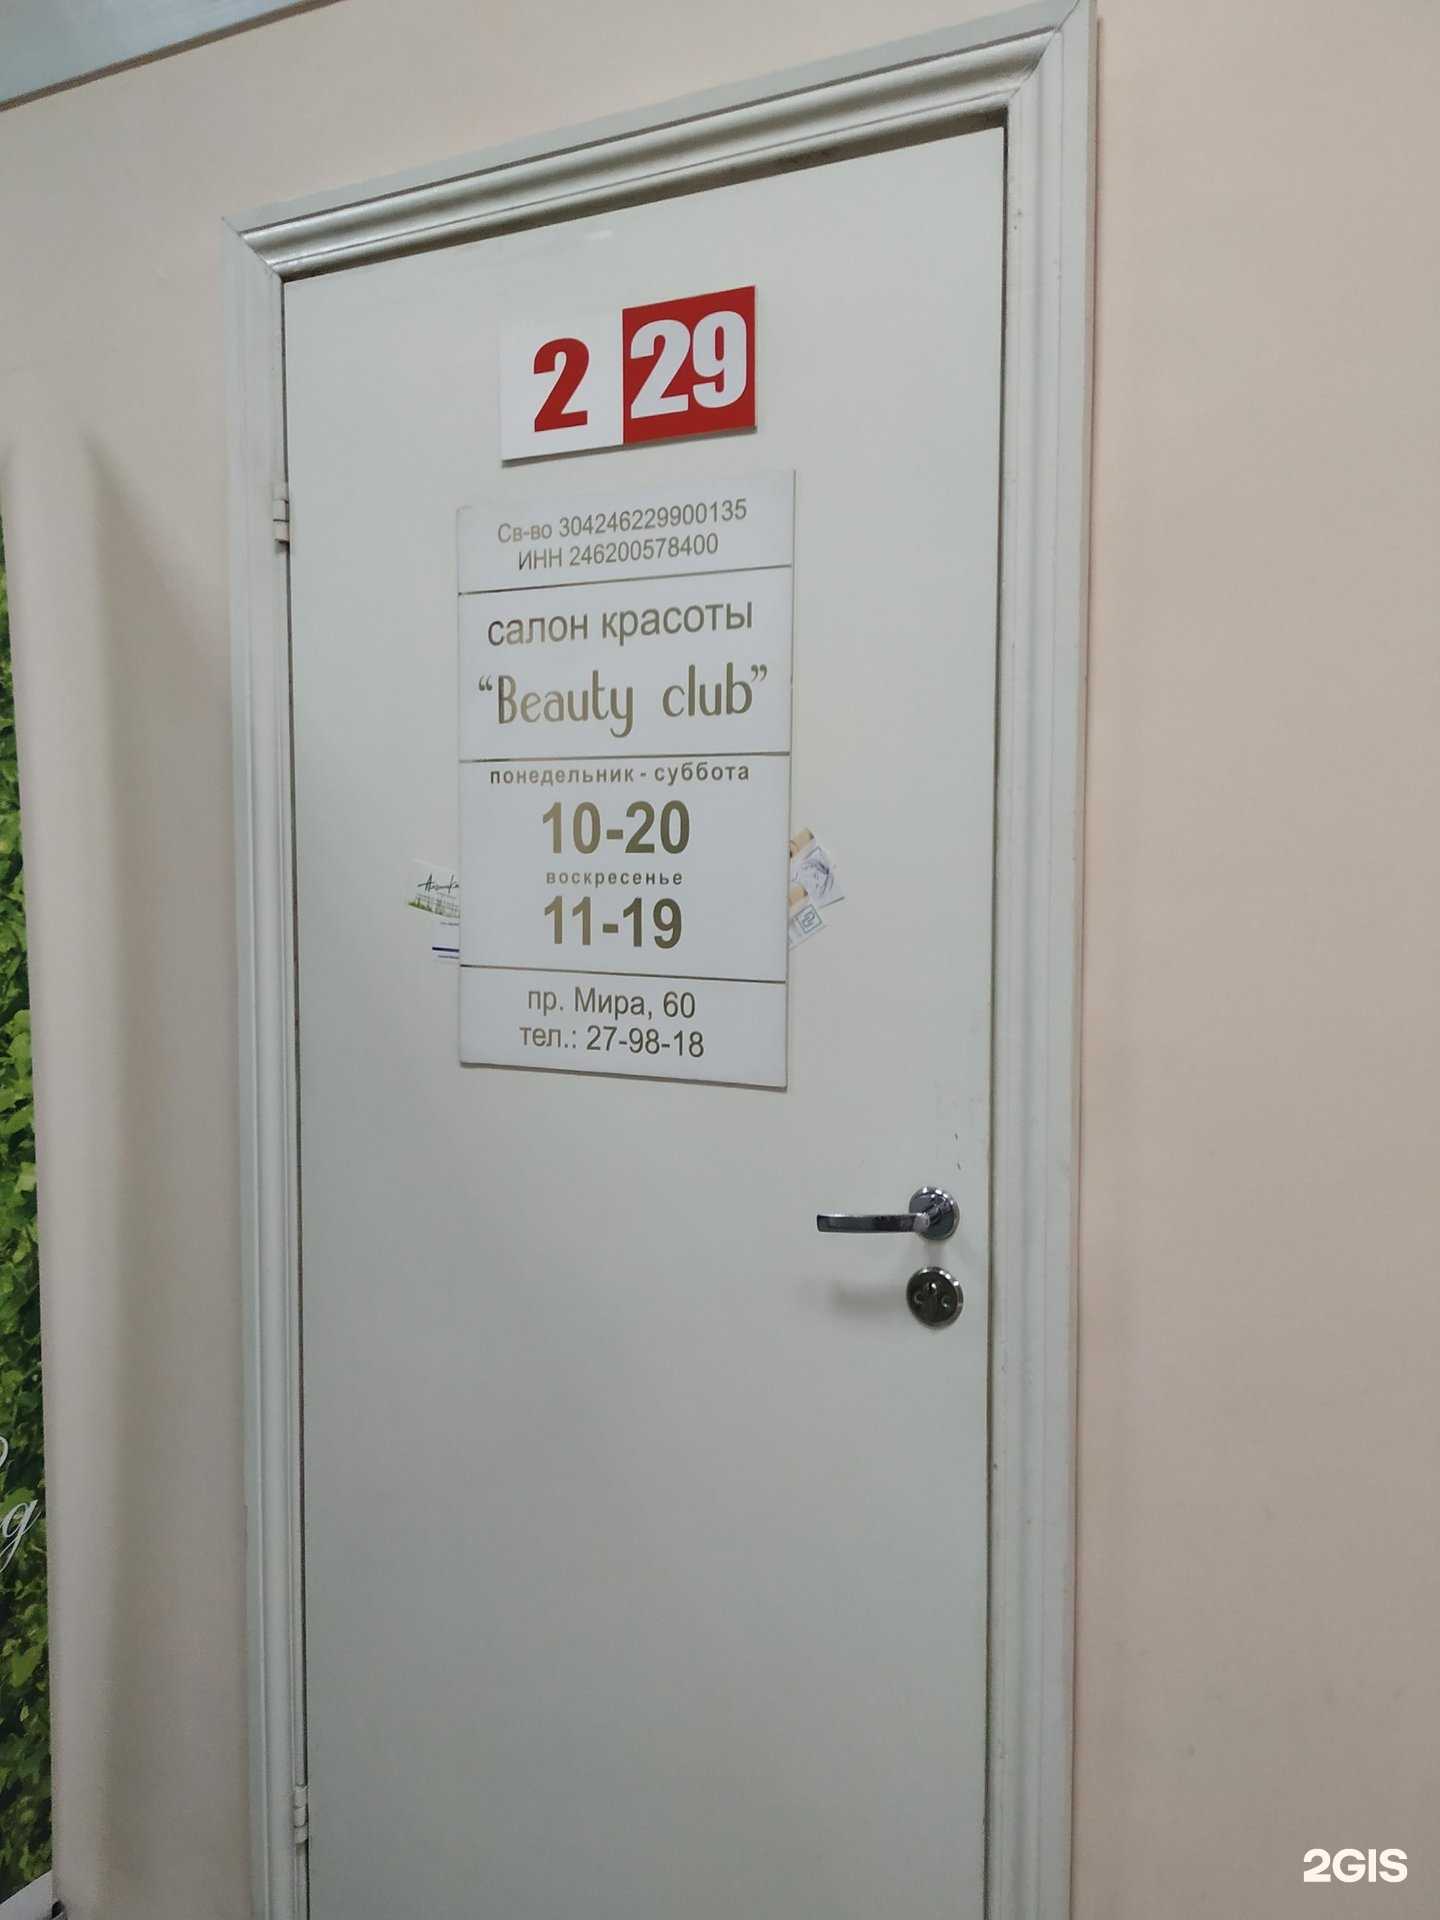 2 29
Св-во 304246229900135
ИНН 246200578400
салон красоты
“Beauty club”
понедельник - суббота
10-20
воскресенье
11-19
пр. Мира, 60
тел.: 27-98-18
2GIS